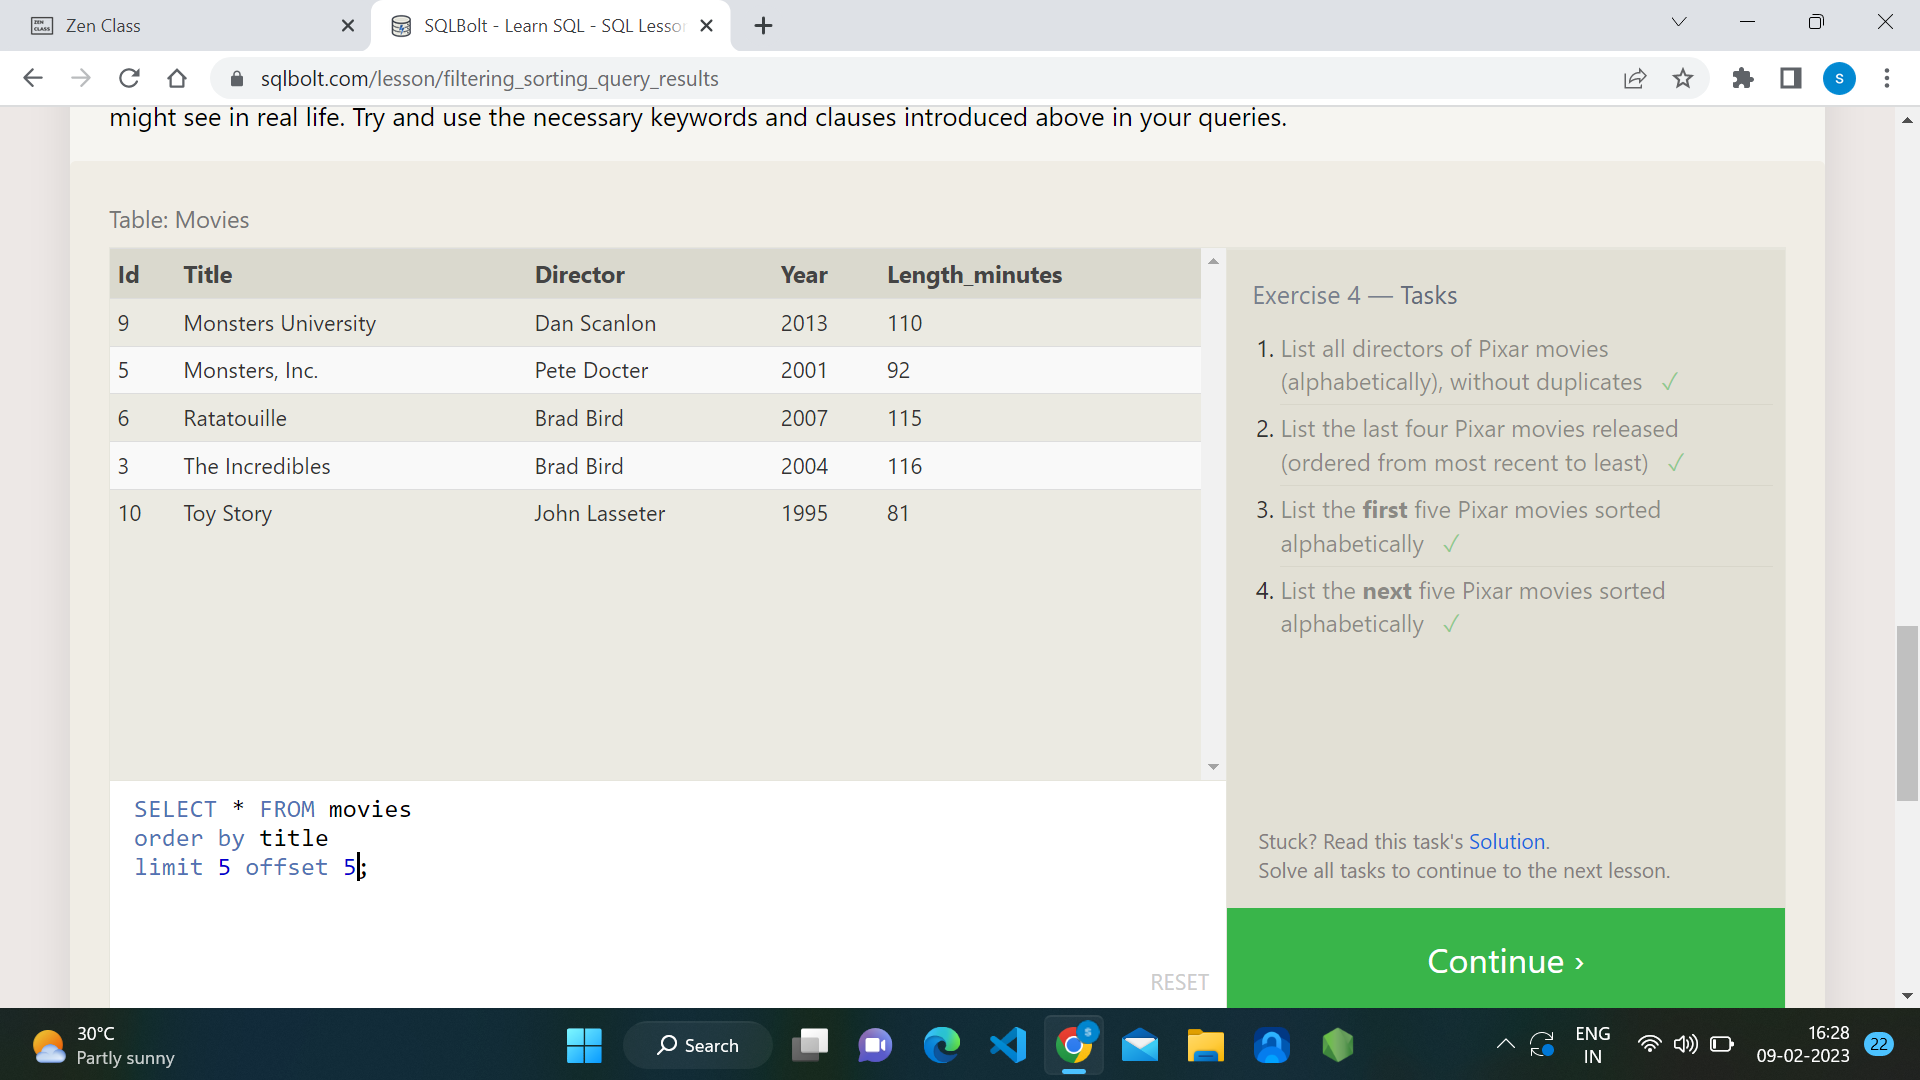 Zen Class
SQLBolt - Learn SQL - SQL Lesso
sqlbolt.com/lesson/filtering_sorting_query_results
S
might see in real life. Try and use the necessary keywords and clauses introduced above in your queries.
Table: Movies
Id Title Director Year Length_minutes
9 Monsters University Dan Scanlon 2013 110
5 Monsters, Inc. Pete Docter 2001 92
6 Ratatouille Brad Bird 2007 115
3 The Incredibles Brad Bird 2004 116
10 Toy Story John Lasseter 1995 81
Exercise 4 — Tasks
1. List all directors of Pixar movies
(alphabetically), without duplicates ✓
2. List the last four Pixar movies released
(ordered from most recent to least) ✓
3. List the first five Pixar movies sorted
alphabetically ✓
4. List the next five Pixar movies sorted
alphabetically ✓
SELECT * FROM movies
order by title
limit 5 offset 5;
RESET
Stuck? Read this task's Solution.
Solve all tasks to continue to the next lesson.
Continue ›
30°C
Partly sunny
Search
ENG
IN
16:28
09-02-2023
22